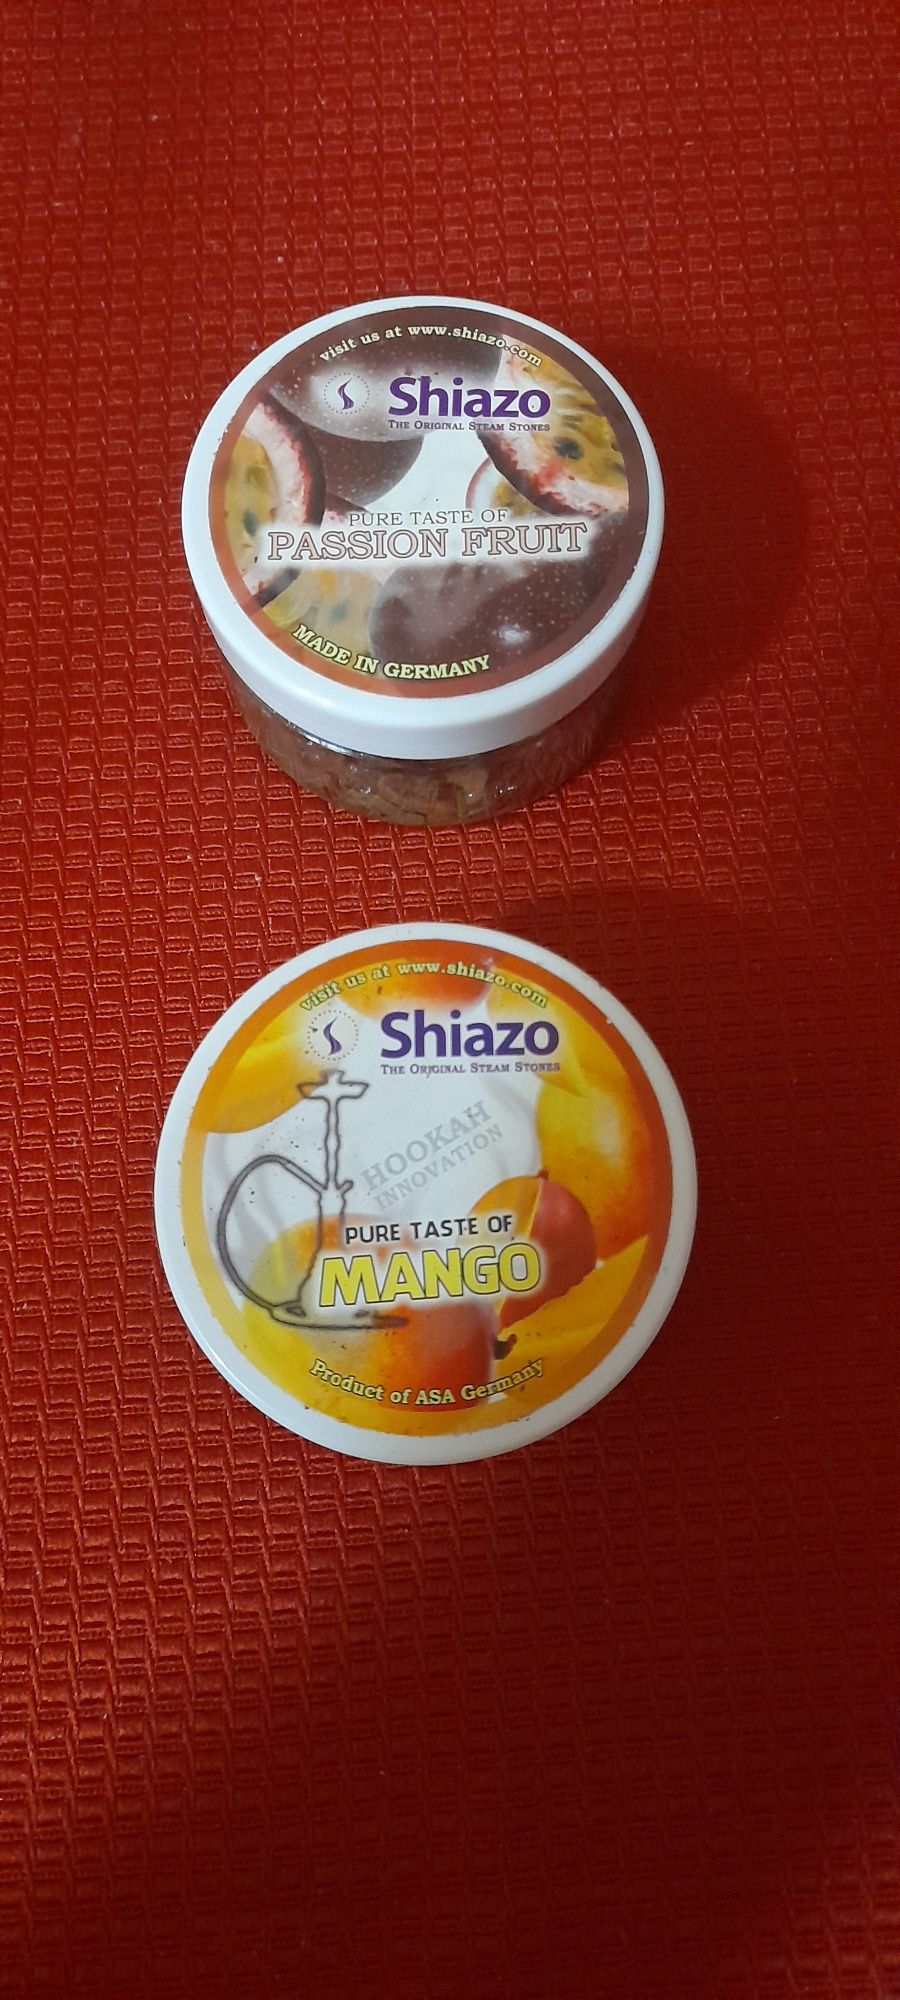 visit us at www.shiazo.com
Shiazo
THE ORIGINAL STEAM STONES
PURE TASTE OF
PASSION FRUIT
MADE IN GERMANY
visit us at www.shiazo.com
Shiazo
THE ORIGINAL STEAM STONES
HOOKAH
INNOVATION
PURE TASTE OF
MANGO
Product of ASA Germany